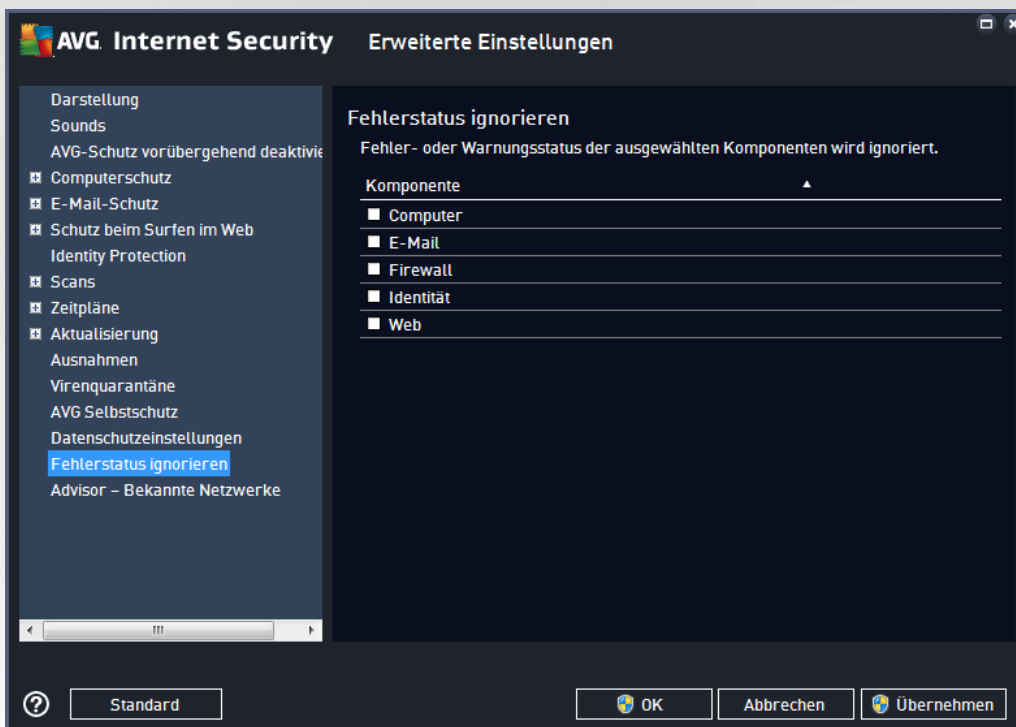 AVG. Internet Security Erweiterte Einstellungen
Darstellung
Sounds
AVG-Schutz vorübergehend deaktivie
Computerschutz
E-Mail-Schutz
Schutz beim Surfen im Web
Identity Protection
Scans
Zeitpläne
Aktualisierung
Ausnahmen
Virenquarantäne
AVG Selbstschutz
Datenschutzeinstellungen
Fehlerstatus ignorieren
Advisor – Bekannte Netzwerke
Fehlerstatus ignorieren
Fehler- oder Warnungsstatus der ausgewählten Komponenten wird ignoriert.
Komponente
Computer
E-Mail
Firewall
Identität
Web
? Standard OK Abbrechen Übernehmen